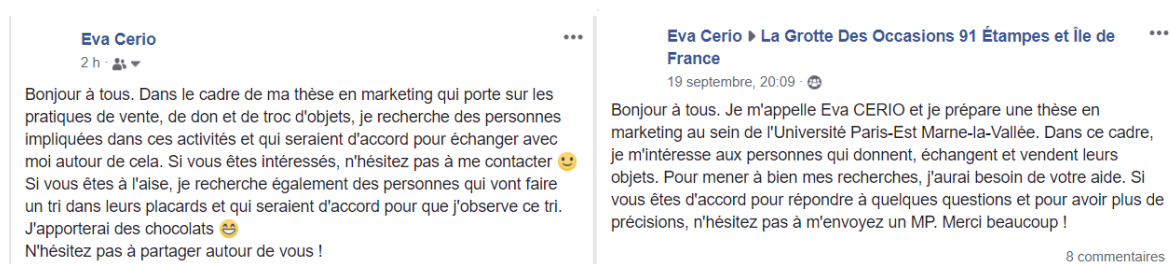 Eva Cerio
2 h ·
Bonjour à tous. Dans le cadre de ma thèse en marketing qui porte sur les
pratiques de vente, de don et de troc d'objets, je recherche des personnes
impliquées dans ces activités et qui seraient d'accord pour échanger avec
moi autour de cela. Si vous êtes intéressés, n'hésitez pas à me contacter 🙂
Si vous êtes à l'aise, je recherche également des personnes qui vont faire
un tri dans leurs placards et qui seraient d'accord pour que j'observe ce tri.
J'apporterai des chocolats 😁
N'hésitez pas à partager autour de vous !
Eva Cerio ▸ La Grotte Des Occasions 91 Étampes et Île de
France
19 septembre, 20:09 ·
Bonjour à tous. Je m'appelle Eva CERIO et je prépare une thèse en
marketing au sein de l'Université Paris-Est Marne-la-Vallée. Dans ce cadre,
je m'intéresse aux personnes qui donnent, échangent et vendent leurs
objets. Pour mener à bien mes recherches, j'aurai besoin de votre aide. Si
vous êtes d'accord pour répondre à quelques questions et pour avoir plus de
précisions, n'hésitez pas à m'envoyez un MP. Merci beaucoup !
8 commentaires